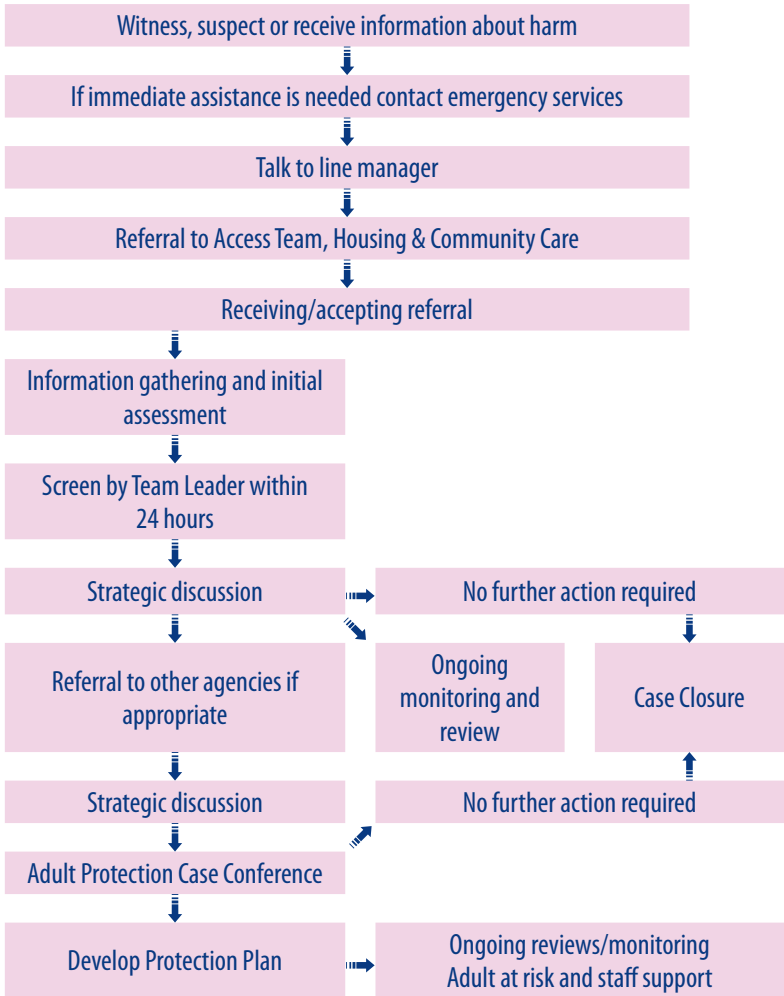 Witness, suspect or receive information about harm
If immediate assistance is needed contact emergency services
Talk to line manager
Referral to Access Team, Housing & Community Care
Receiving/accepting referral
Information gathering and initial
assessment
Screen by Team Leader within
24 hours
Strategic discussion
No further action required
Referral to other agencies if
appropriate
Ongoing
monitoring and
review
Case Closure
Strategic discussion
No further action required
Adult Protection Case Conference
Develop Protection Plan
Ongoing reviews/monitoring
Adult at risk and staff support